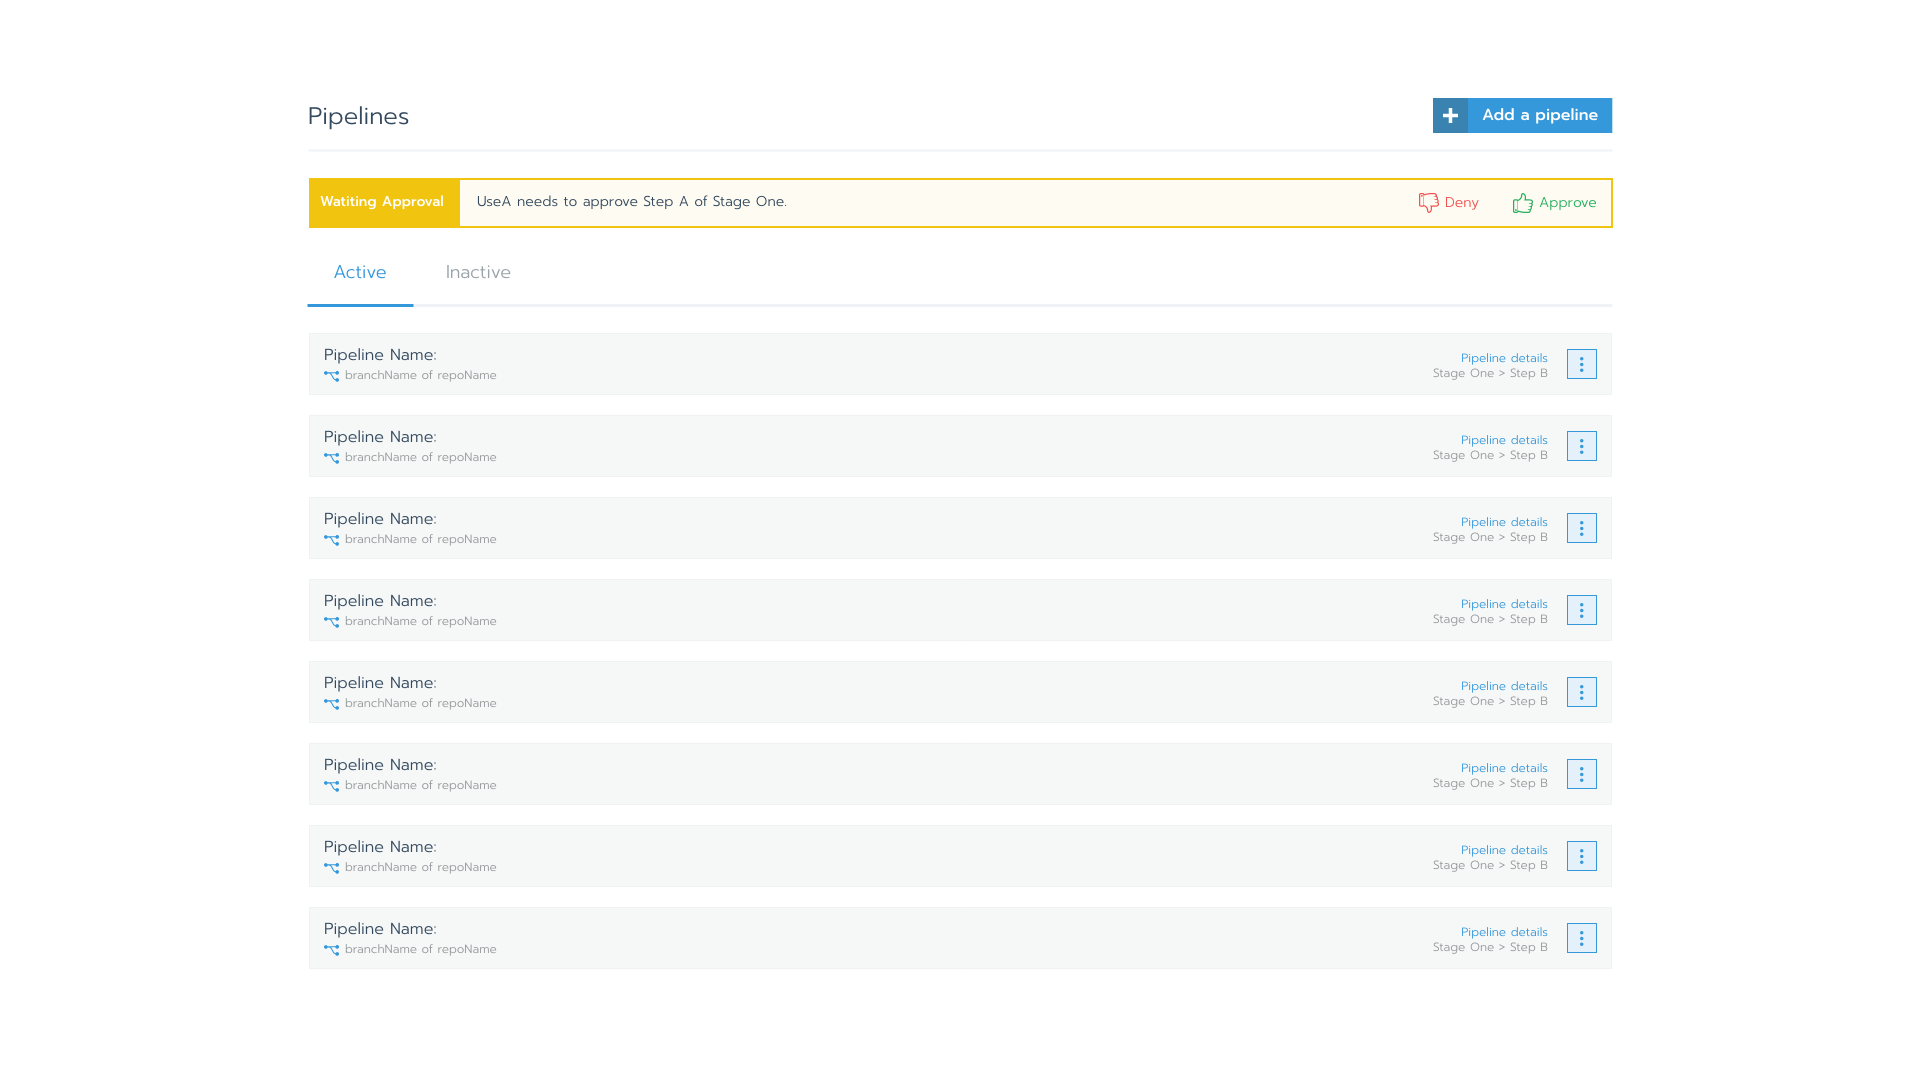 Pipelines
Add a pipeline
Watiting Approval
UseA needs to approve Step A of Stage One.
Deny
Approve
Active
Inactive
Pipeline Name:
branchName of repoName
Pipeline details
Stage One > Step B
Pipeline Name:
branchName of repoName
Pipeline details
Stage One > Step B
Pipeline Name:
branchName of repoName
Pipeline details
Stage One > Step B
Pipeline Name:
branchName of repoName
Pipeline details
Stage One > Step B
Pipeline Name:
branchName of repoName
Pipeline details
Stage One > Step B
Pipeline Name:
branchName of repoName
Pipeline details
Stage One > Step B
Pipeline Name:
branchName of repoName
Pipeline details
Stage One > Step B
Pipeline Name:
branchName of repoName
Pipeline details
Stage One > Step B